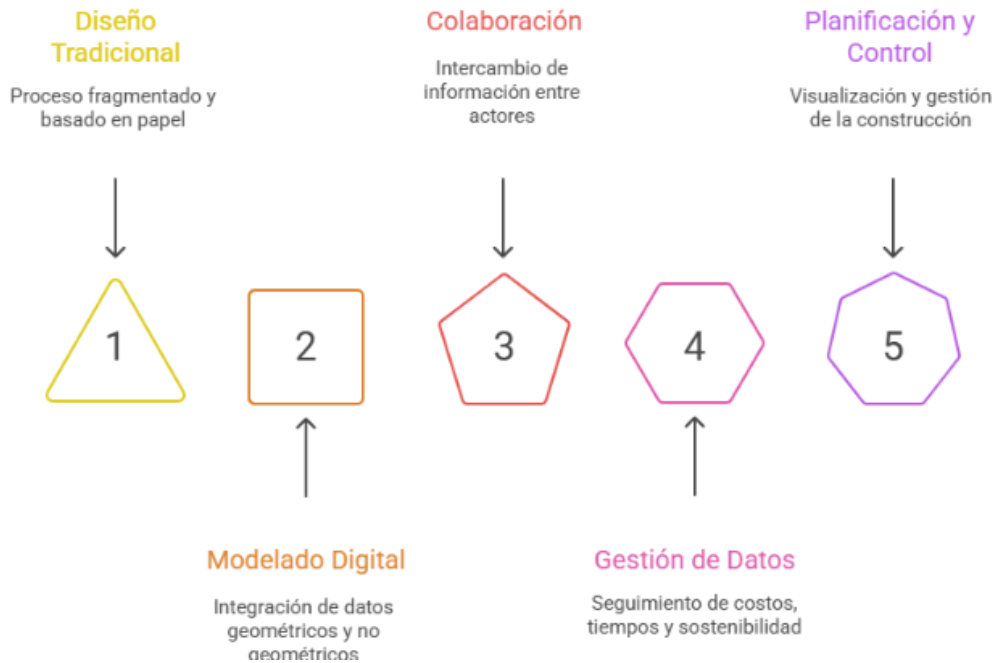 Diseño
Tradicional
Proceso fragmentado y
basado en papel
Colaboración
Intercambio de
información entre
actores
Planificación y
Control
Visualización y gestión
de la construcción
1
2
3
4
5
Modelado Digital
Integración de datos
geométricos y no
geométricos
Gestión de Datos
Seguimiento de costos,
tiempos y sostenibilidad